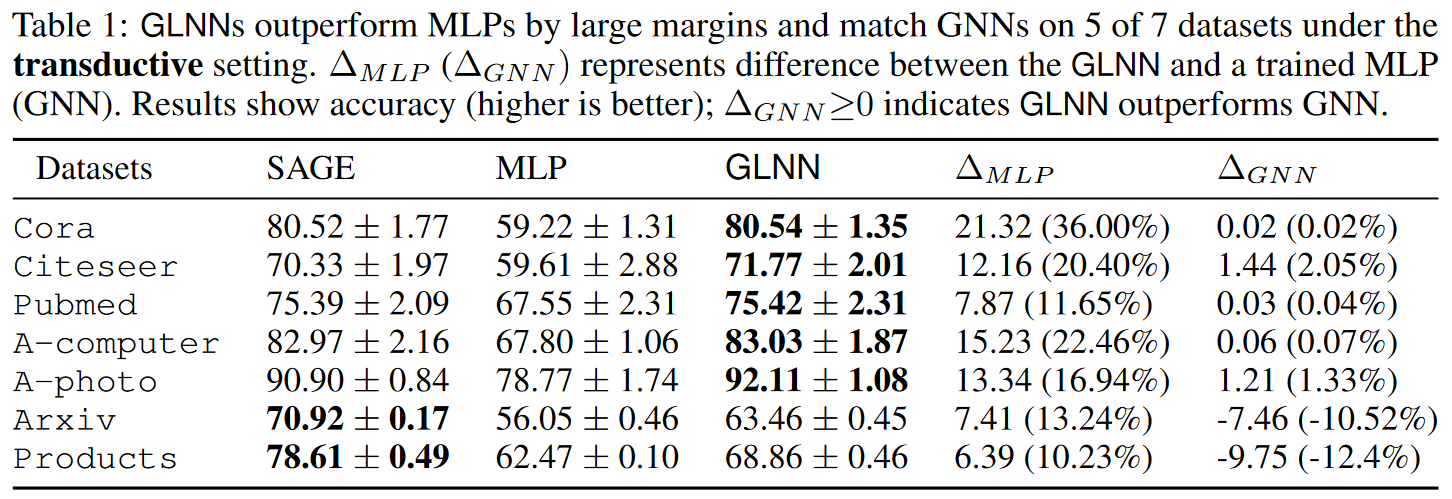 Table 1: GLNNs outperform MLPs by large margins and match GNNs on 5 of 7 datasets under the
transductive setting. Δ_MLP (Δ_GNN) represents difference between the GLNN and a trained MLP
(GNN). Results show accuracy (higher is better); Δ_GNN≥0 indicates GLNN outperforms GNN.
Datasets SAGE MLP GLNN Δ_MLP Δ_GNN
Cora 80.52 ± 1.77 59.22 ± 1.31 80.54 ± 1.35 21.32 (36.00%) 0.02 (0.02%)
Citeseer 70.33 ± 1.97 59.61 ± 2.88 71.77 ± 2.01 12.16 (20.40%) 1.44 (2.05%)
Pubmed 75.39 ± 2.09 67.55 ± 2.31 75.42 ± 2.31 7.87 (11.65%) 0.03 (0.04%)
A-computer 82.97 ± 2.16 67.80 ± 1.06 83.03 ± 1.87 15.23 (22.46%) 0.06 (0.07%)
A-photo 90.90 ± 0.84 78.77 ± 1.74 92.11 ± 1.08 13.34 (16.94%) 1.21 (1.33%)
Arxiv 70.92 ± 0.17 56.05 ± 0.46 63.46 ± 0.45 7.41 (13.24%) -7.46 (-10.52%)
Products 78.61 ± 0.49 62.47 ± 0.10 68.86 ± 0.46 6.39 (10.23%) -9.75 (-12.4%)